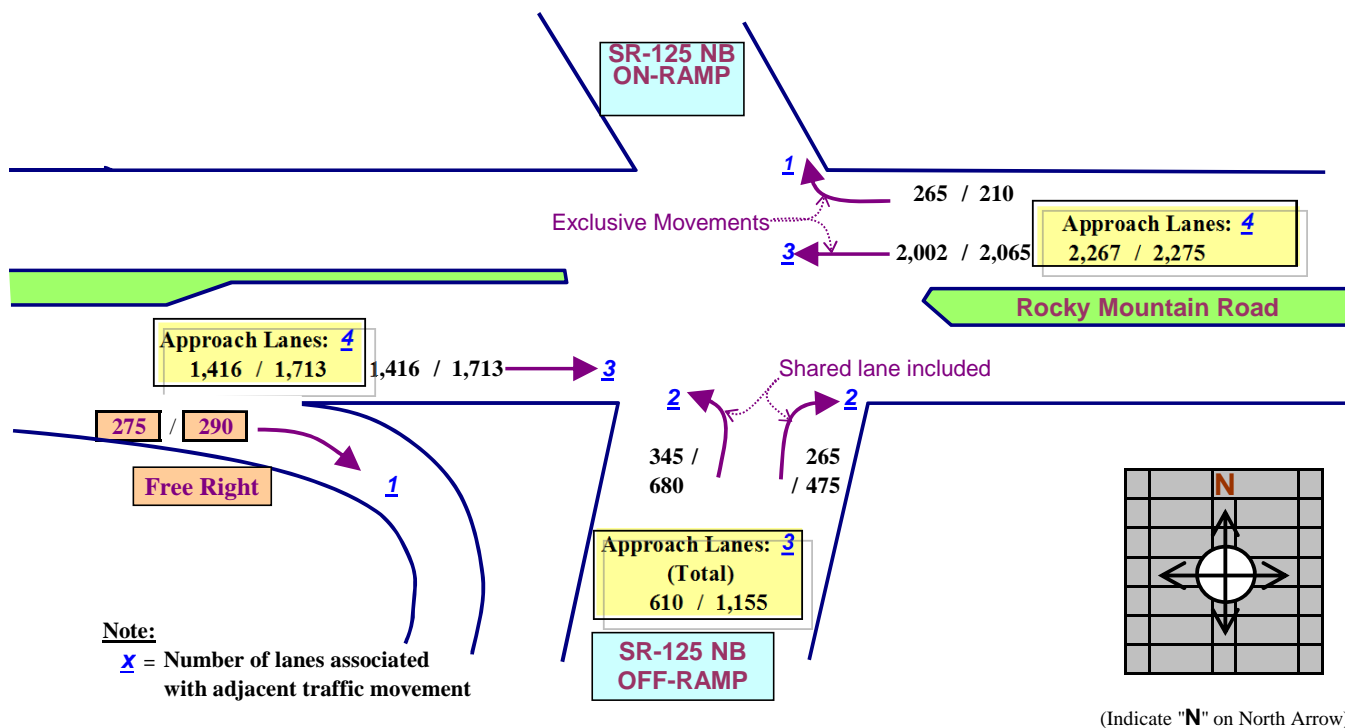 SR-125 NB
ON-RAMP
1
265 / 210
Exclusive Movements
3
2,002 / 2,065
Approach Lanes: 4
2,267 / 2,275
Rocky Mountain Road
Approach Lanes: 4
1,416 / 1,713
1,416 / 1,713
3
Shared lane included
2
2
275 / 290
345 /
680
265
/ 475
Free Right
1
Approach Lanes: 3
(Total)
610 / 1,155
N
Note:
x = Number of lanes associated
with adjacent traffic movement
SR-125 NB
OFF-RAMP
(Indicate "N" on North Arrow)